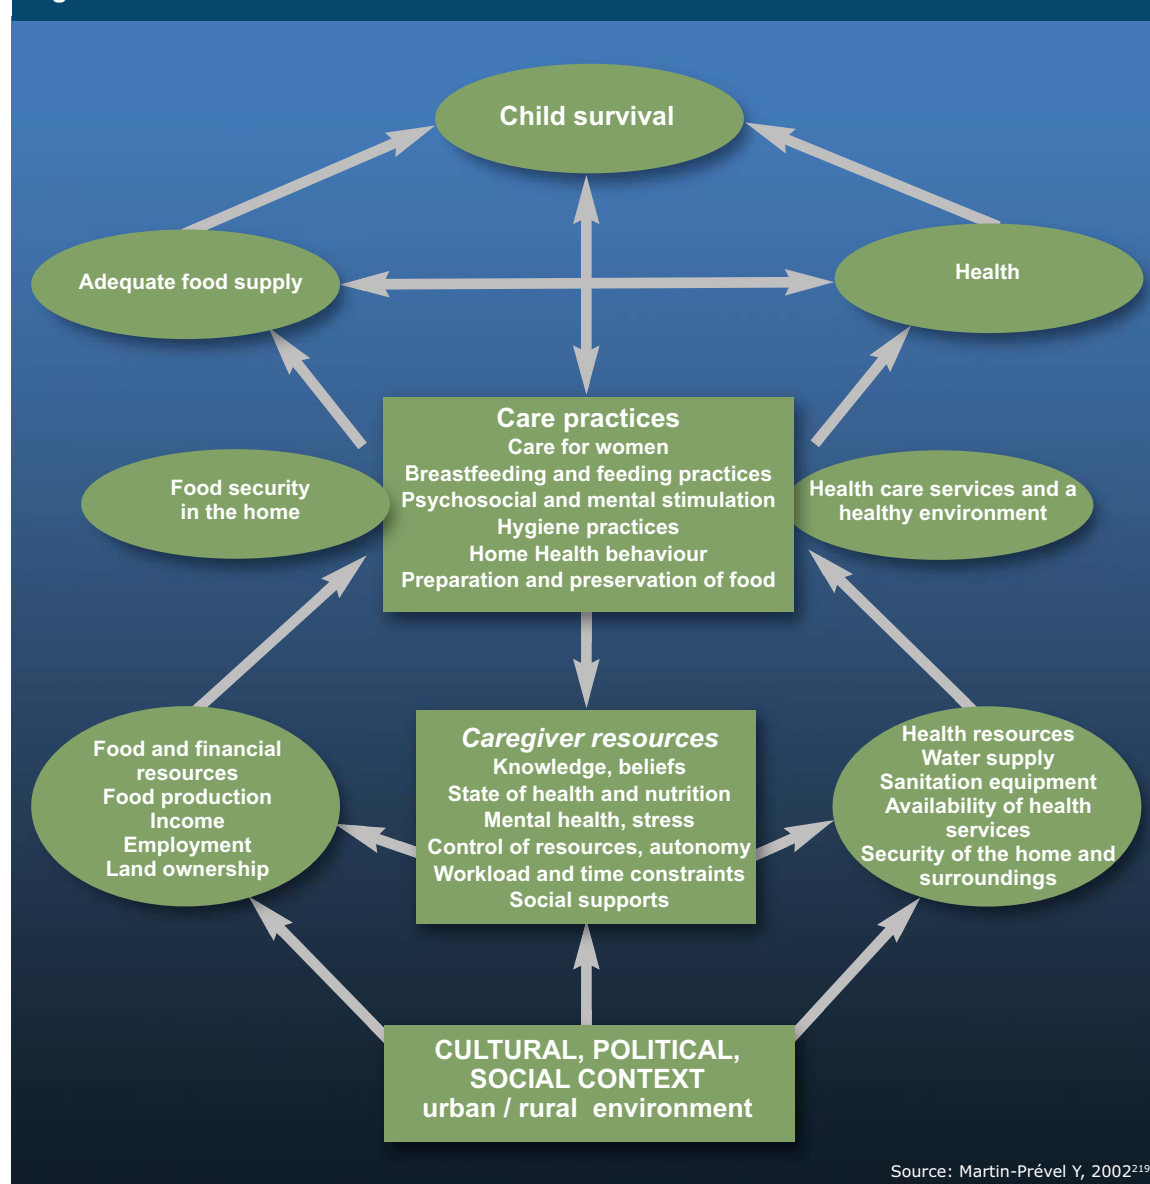 Child survival
Adequate food supply
Health
Care practices
Care for women
Breastfeeding and feeding practices
Psychosocial and mental stimulation
Hygiene practices
Home Health behaviour
Preparation and preservation of food
Food security
in the home
Health care services and a
healthy environment
Food and financial
resources
Food production
Income
Employment
Land ownership
Caregiver resources
Knowledge, beliefs
State of health and nutrition
Mental health, stress
Control of resources, autonomy
Workload and time constraints
Social supports
Health resources
Water supply
Sanitation equipment
Availability of health
services
Security of the home and
surroundings
CULTURAL, POLITICAL,
SOCIAL CONTEXT
urban / rural environment
Source: Martin-Prével Y, 2002²¹⁹